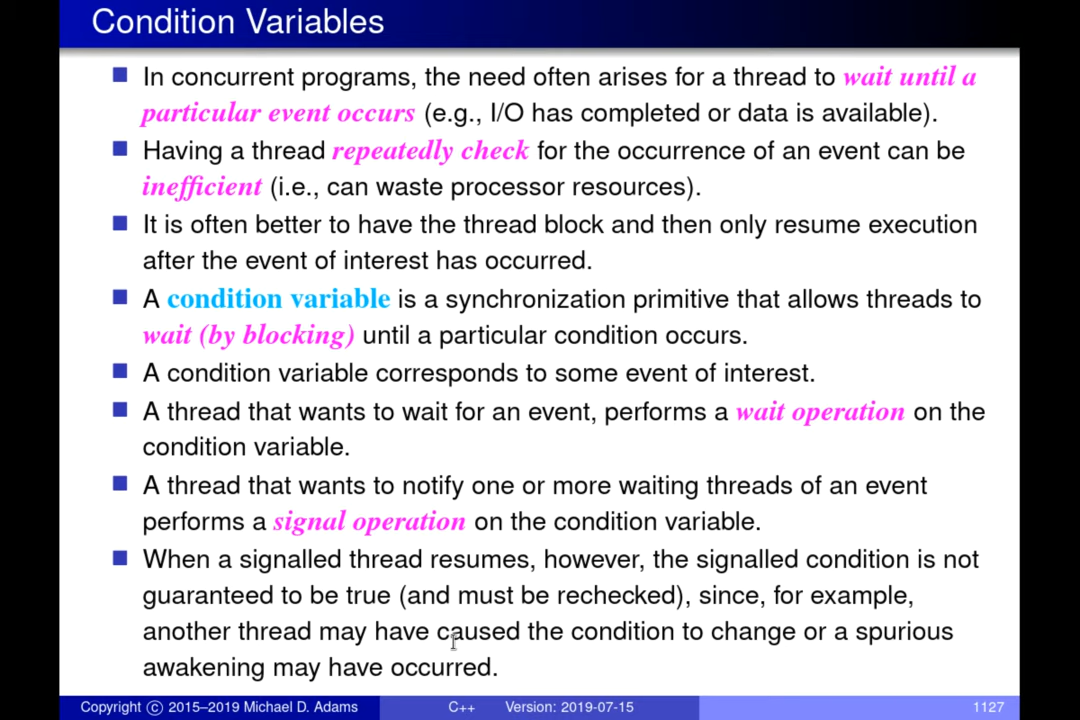 Condition Variables
In concurrent programs, the need often arises for a thread to wait until a
particular event occurs (e.g., I/O has completed or data is available).
Having a thread repeatedly check for the occurrence of an event can be
inefficient (i.e., can waste processor resources).
It is often better to have the thread block and then only resume execution
after the event of interest has occurred.
A condition variable is a synchronization primitive that allows threads to
wait (by blocking) until a particular condition occurs.
A condition variable corresponds to some event of interest.
A thread that wants to wait for an event, performs a wait operation on the
condition variable.
A thread that wants to notify one or more waiting threads of an event
performs a signal operation on the condition variable.
When a signalled thread resumes, however, the signalled condition is not
guaranteed to be true (and must be rechecked), since, for example,
another thread may have caused the condition to change or a spurious
awakening may have occurred.
Copyright © 2015–2019 Michael D. Adams C++ Version: 2019-07-15 1127